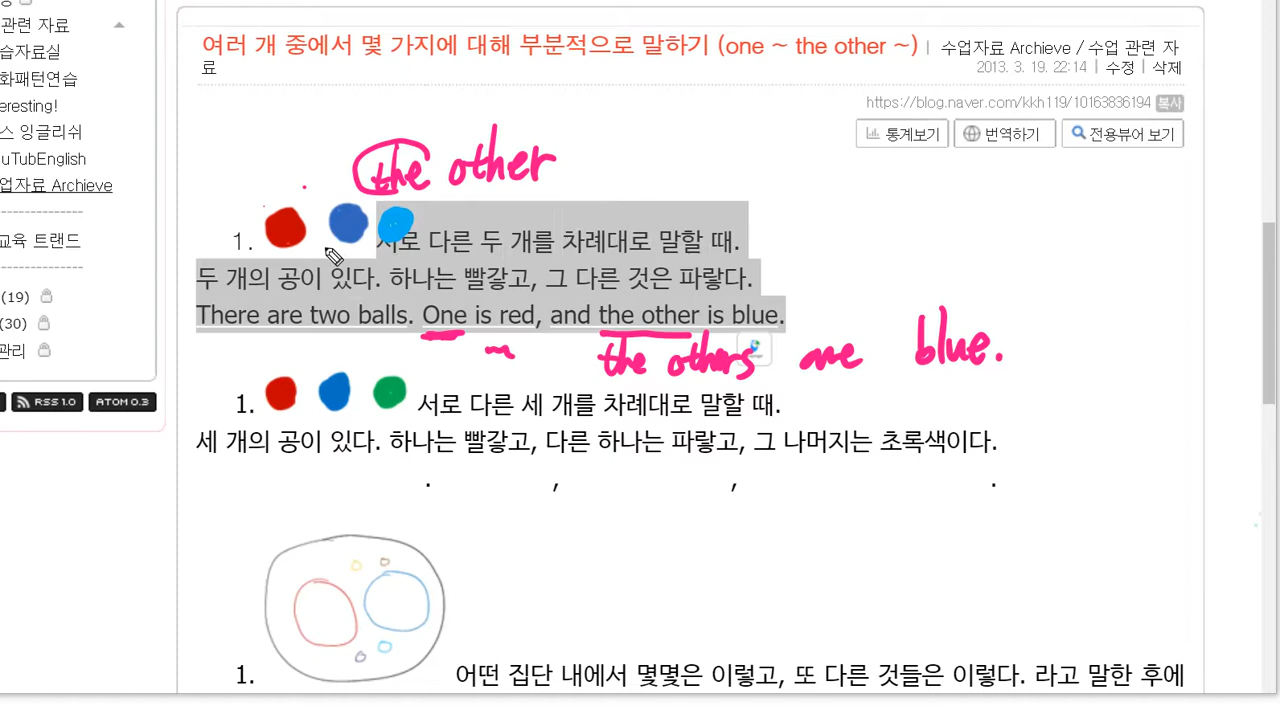 관련 자료
습자료실
화패턴연습
eresting!
스 잉글리쉬
uTubEnglish
업자료 Archieve
교육 트랜드
(19)
(30)
관리
RSS 1.0 ATOM 0.3
여러 개 중에서 몇 가지에 대해 부분적으로 말하기 (one ~ the other ~) | 수업자료 Archieve / 수업 관련 자
료
2013. 3. 19. 22:14 | 수정 | 삭제
https://blog.naver.com/kkh119/10163836194 복사
통계보기 번역하기 전용뷰어 보기
the other
1. 서로 다른 두 개를 차례대로 말할 때.
두 개의 공이 있다. 하나는 빨갛고, 그 다른 것은 파랗다.
There are two balls. One is red, and the other is blue.
~ the others are blue.
1. 서로 다른 세 개를 차례대로 말할 때.
세 개의 공이 있다. 하나는 빨갛고, 다른 하나는 파랗고, 그 나머지는 초록색이다.
. , , .
1. 어떤 집단 내에서 몇몇은 이렇고, 또 다른 것들은 이렇다. 라고 말한 후에